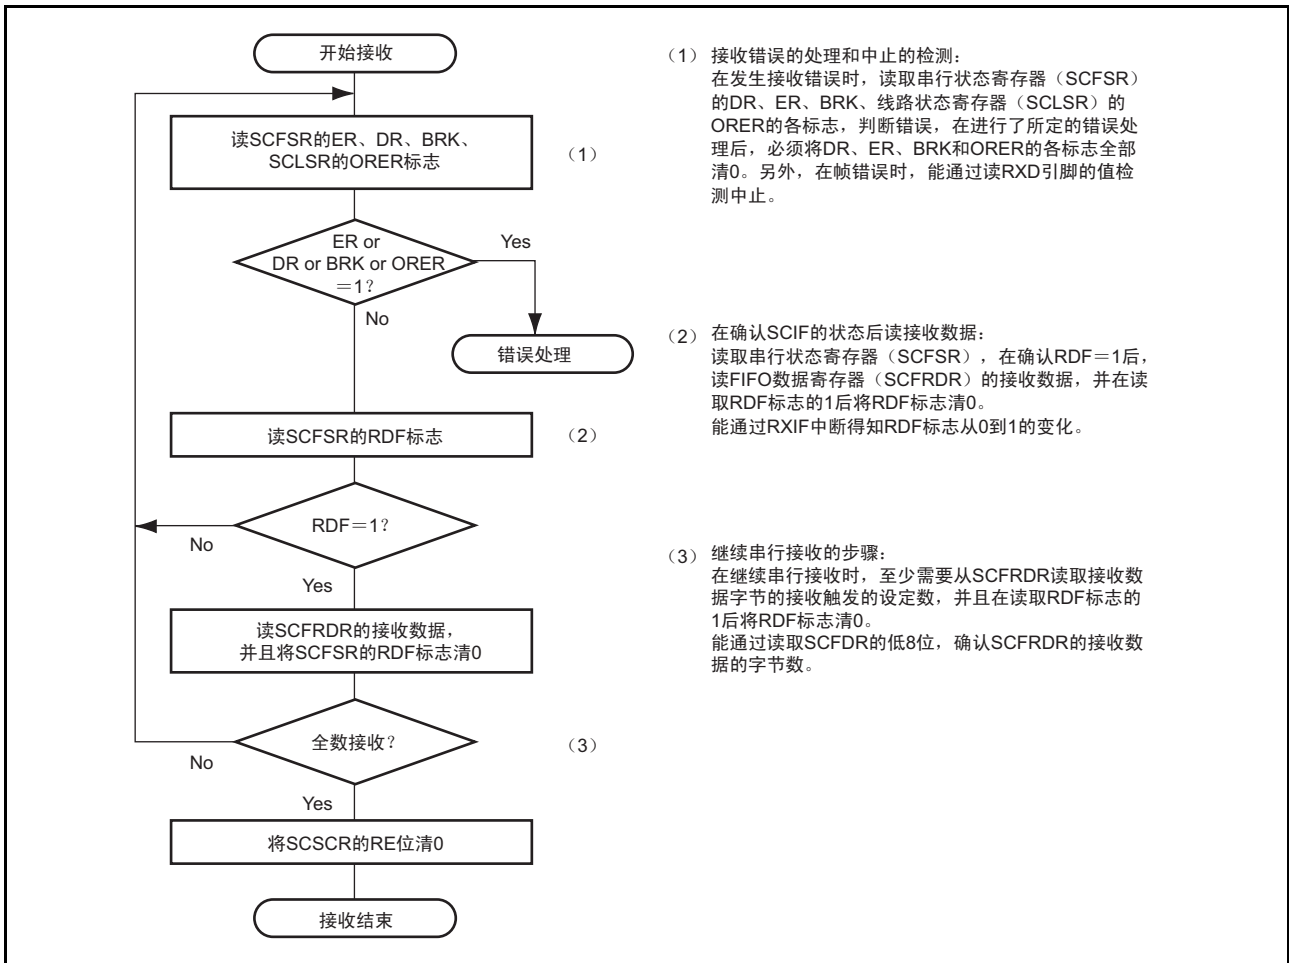 开始接收
读SCFSR的ER、DR、BRK、
SCLSR的ORER标志
（1）
ER or
DR or BRK or ORER
＝1？
Yes
No
错误处理
读SCFSR的RDF标志
（2）
RDF＝1？
No
Yes
读SCFRDR的接收数据，
并且将SCFSR的RDF标志清0
全数接收？
（3）
No
Yes
将SCSCR的RE位清0
接收结束
（1） 接收错误的处理和中止的检测：
在发生接收错误时，读取串行状态寄存器（SCFSR）
的DR、ER、BRK、线路状态寄存器（SCLSR）的
ORER的各标志，判断错误，在进行了所定的错误处
理后，必须将DR、ER、BRK和ORER的各标志全部
清0。另外，在帧错误时，能通过读RXD引脚的值检
测中止。
（2） 在确认SCIF的状态后读接收数据：
读取串行状态寄存器（SCFSR），在确认RDF＝1后，
读FIFO数据寄存器（SCFRDR）的接收数据，并在读
取RDF标志的1后将RDF标志清0。
能通过RXIF中断得知RDF标志从0到1的变化。
（3） 继续串行接收的步骤：
在继续串行接收时，至少需要从SCFRDR读取接收数
据字节的接收触发的设定数，并且在读取RDF标志的
1后将RDF标志清0。
能通过读取SCFDR的低8位，确认SCFRDR的接收数
据的字节数。